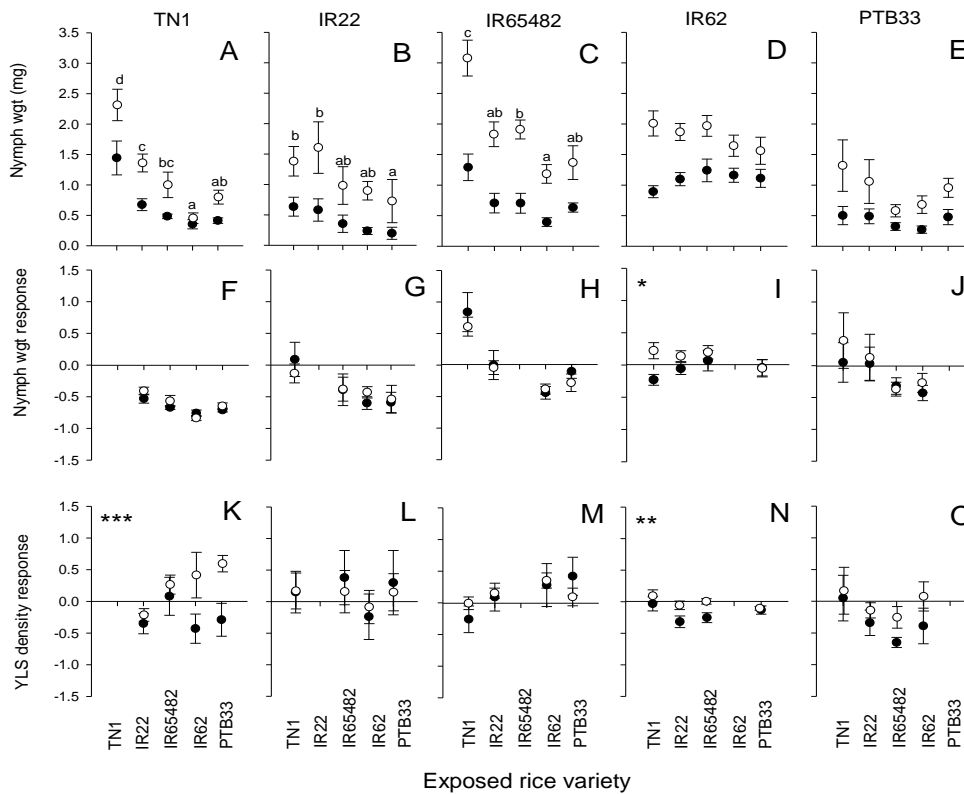 TN1 IR22 IR65482 IR62 PTB33
Nymph wgt (mg)
3.5
3.0
2.5
2.0
1.5
1.0
0.5
0.0
A
d
c
bc
a
ab
B
b
b
ab
ab
a
C
c
ab
b
a
ab
D
E
Nymph wgt response
1.5
1.0
0.5
0.0
-0.5
-1.0
-1.5
F
G
H
I
*
J
YLS density response
1.5
1.0
0.5
0.0
-0.5
-1.0
-1.5
K
***
L
M
N
**
O
TN1 IR22 IR65482 IR62 PTB33
TN1 IR22 IR65482 IR62 PTB33
TN1 IR22 IR65482 IR62 PTB33
TN1 IR22 IR65482 IR62 PTB33
TN1 IR22 IR65482 IR62 PTB33
Exposed rice variety